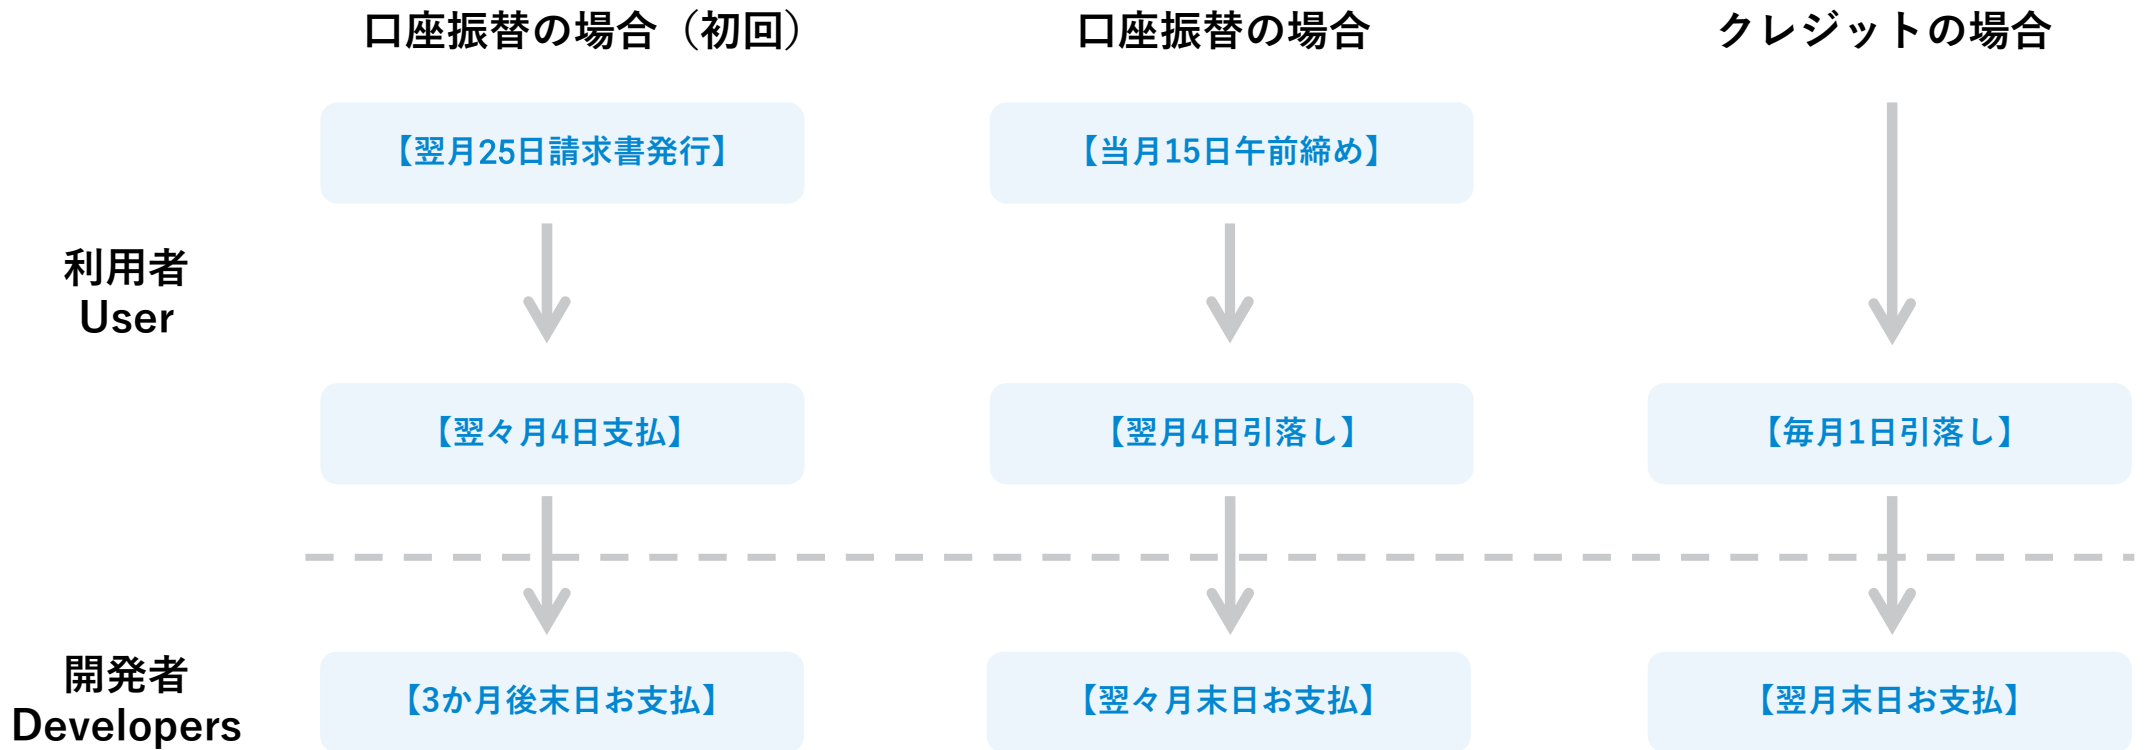 口座振替の場合（初回）
口座振替の場合
クレジットの場合
【翌月25日請求書発行】
【当月15日午前締め】
利用者
User
【翌々月4日支払】
【翌月4日引落し】
【毎月1日引落し】
開発者
Developers
【3か月後末日お支払】
【翌々月末日お支払】
【翌月末日お支払】